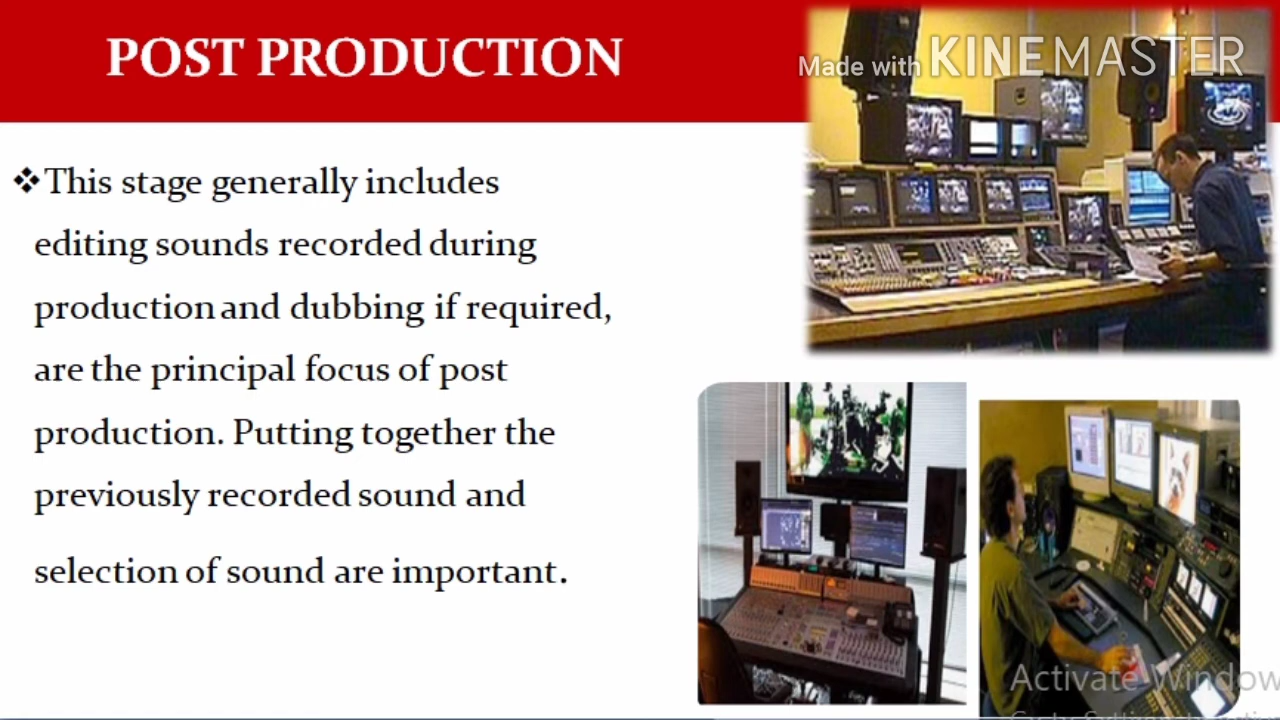 POST PRODUCTION
Made with KINEMASTER
❖This stage generally includes
editing sounds recorded during
production and dubbing if required,
are the principal focus of post
production. Putting together the
previously recorded sound and
selection of sound are important.
Activate Window